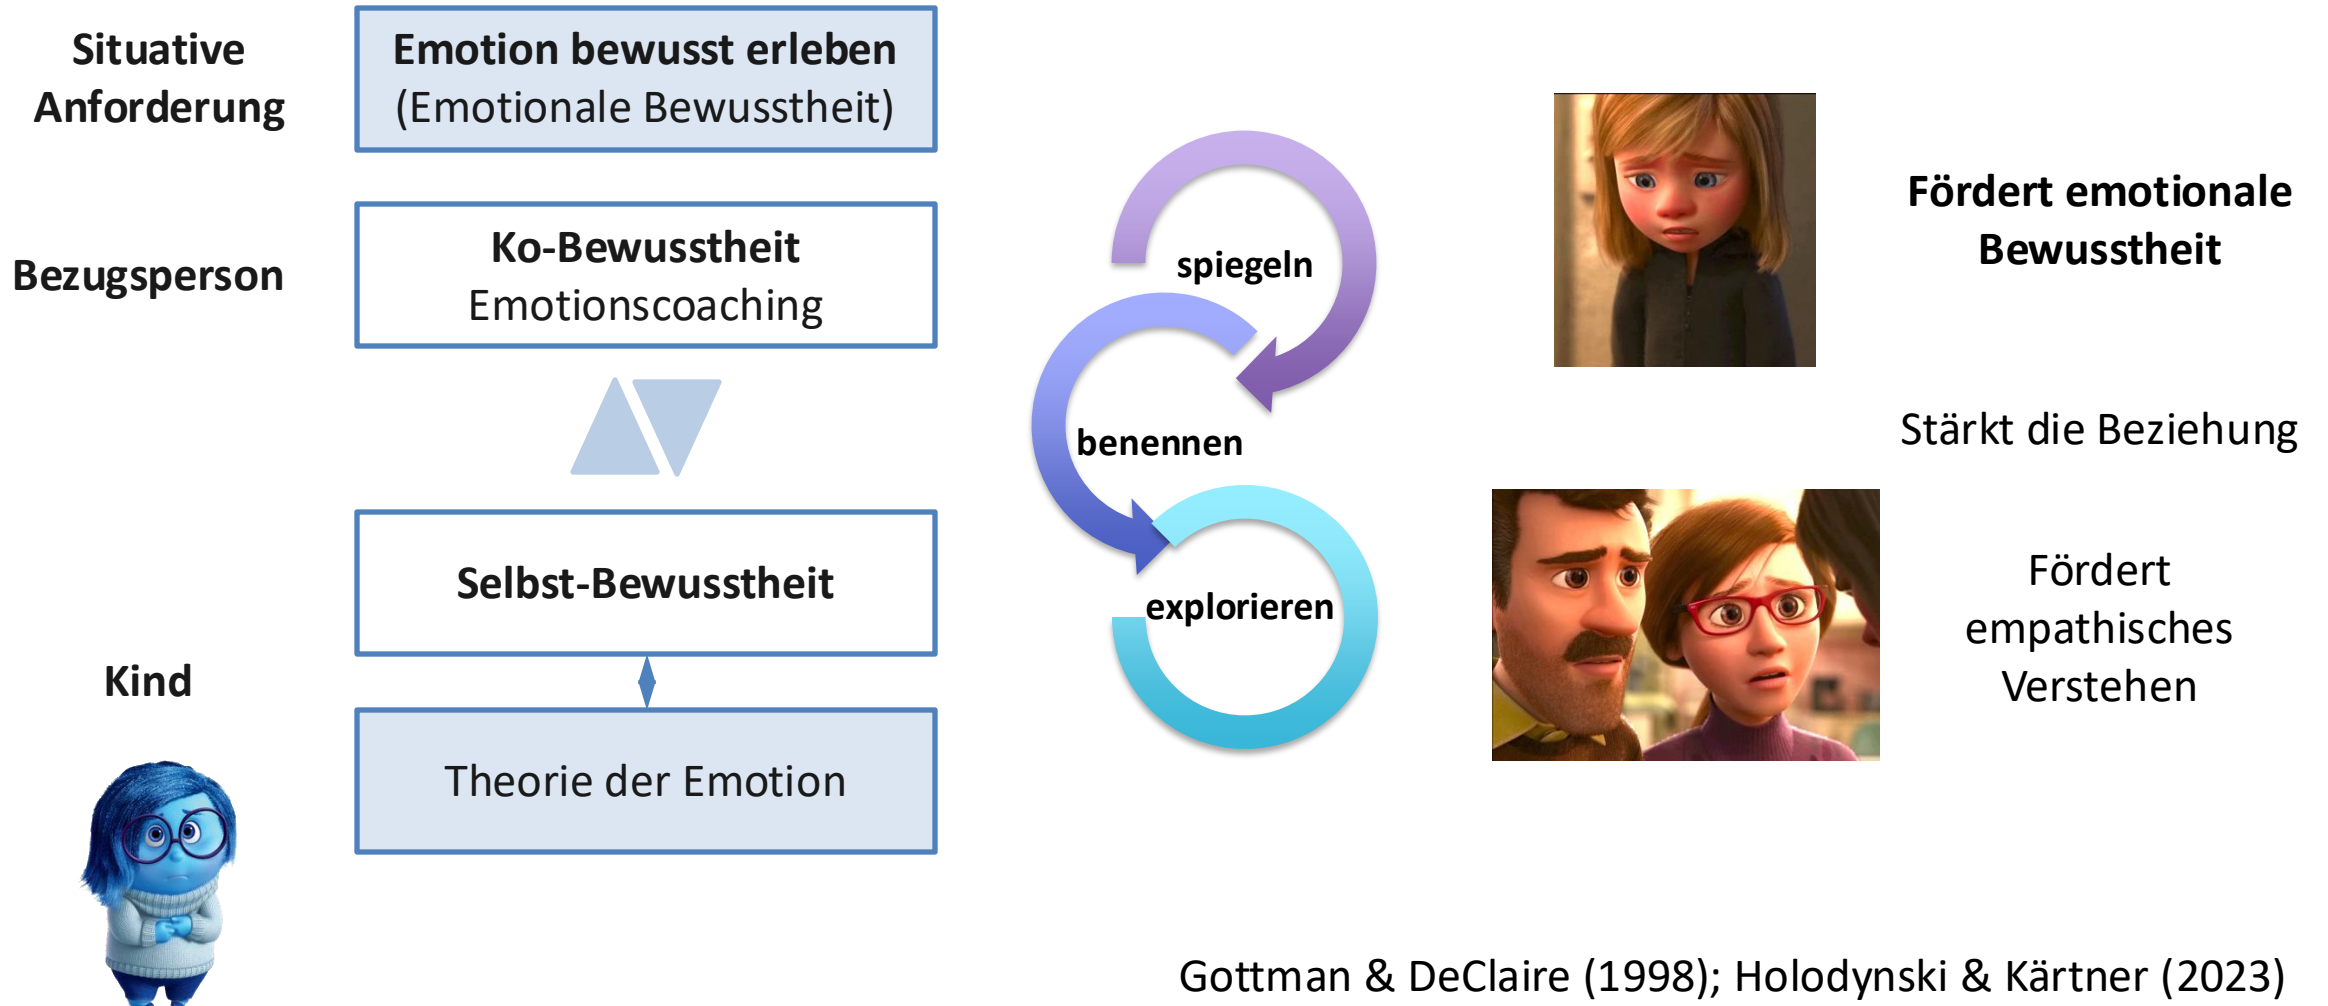 Situative
Anforderung
Emotion bewusst erleben
(Emotionale Bewusstheit)
Bezugsperson
Ko-Bewusstheit
Emotionscoaching
Selbst-Bewusstheit
Kind
Theorie der Emotion
spiegeln
benennen
explorieren
Fördert emotionale
Bewusstheit
Stärkt die Beziehung
Fördert
empathisches
Verstehen
Gottman & DeClaire (1998); Holodynski & Kärtner (2023)